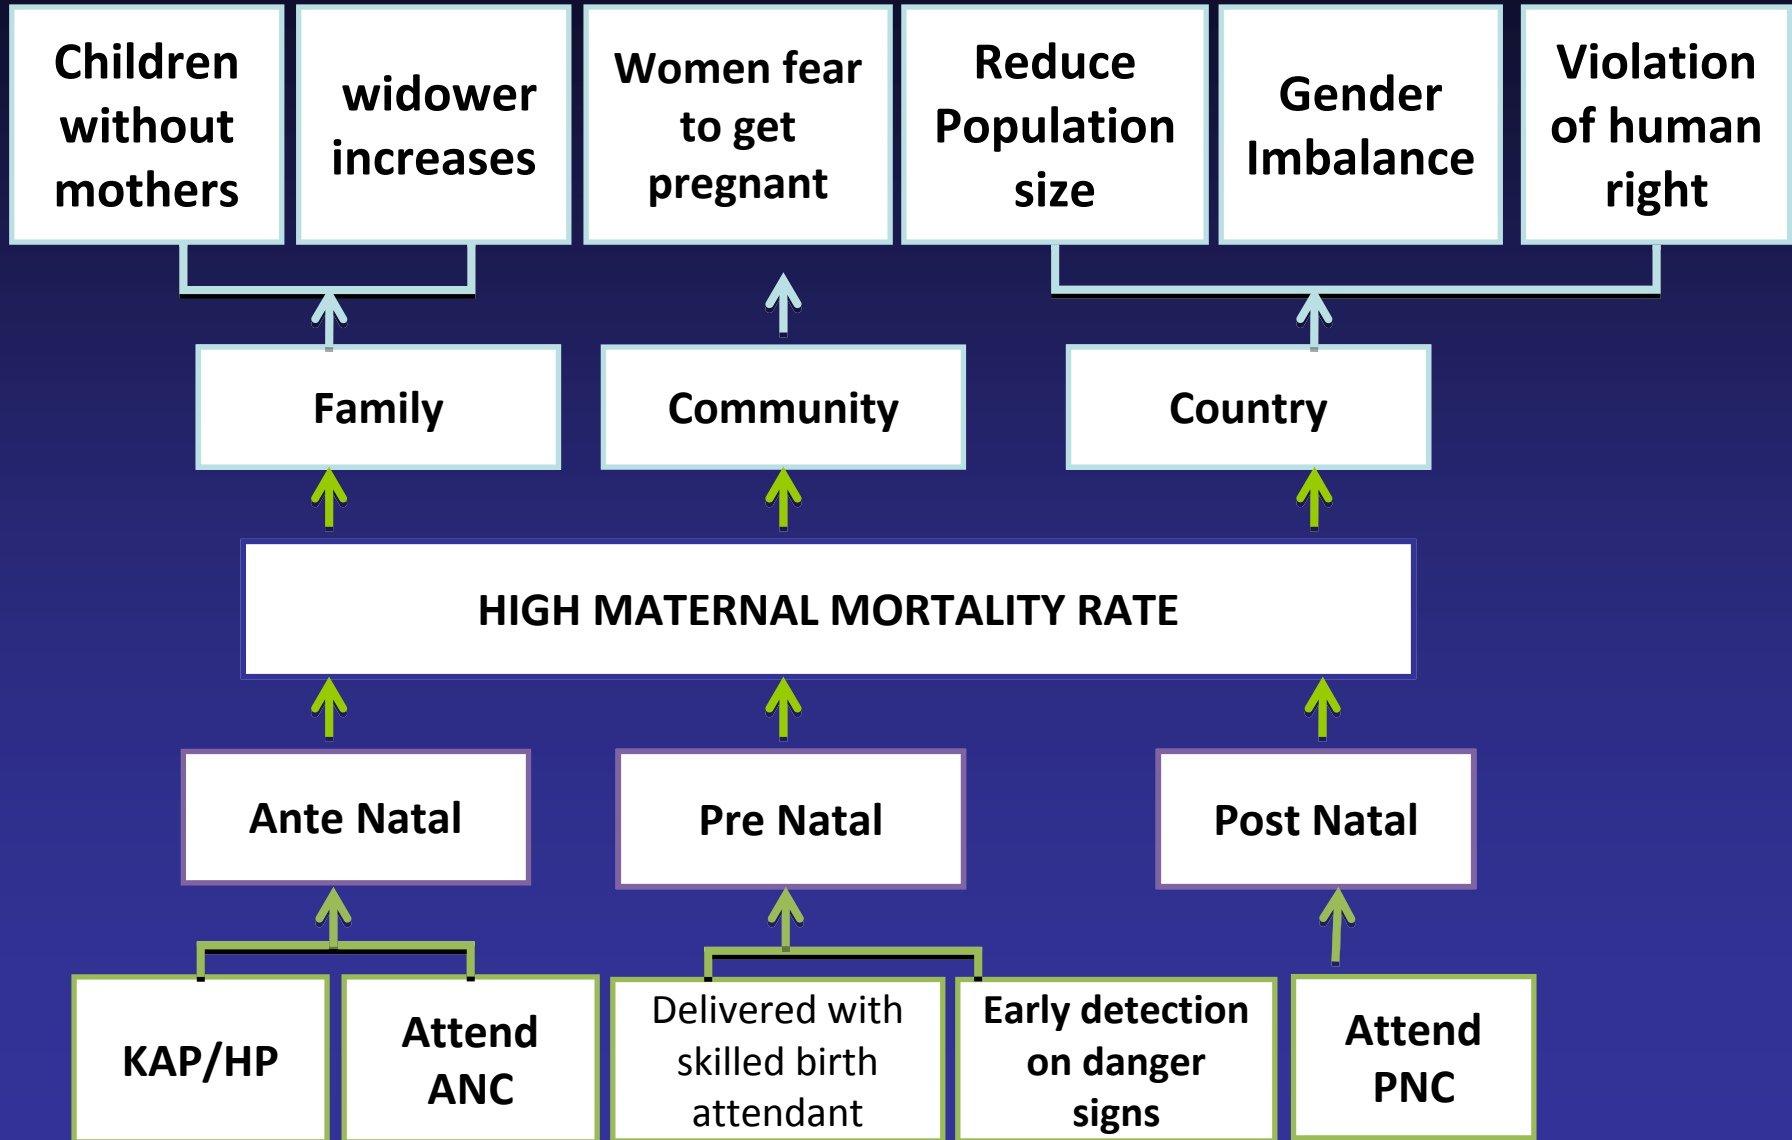 Children
without
mothers
widower
increases
Women fear
to get
pregnant
Reduce
Population
size
Gender
Imbalance
Violation
of human
right
Family
Community
Country
HIGH MATERNAL MORTALITY RATE
Ante Natal
Pre Natal
Post Natal
KAP/HP
Attend
ANC
Delivered with
skilled birth
attendant
Early detection
on danger
signs
Attend
PNC